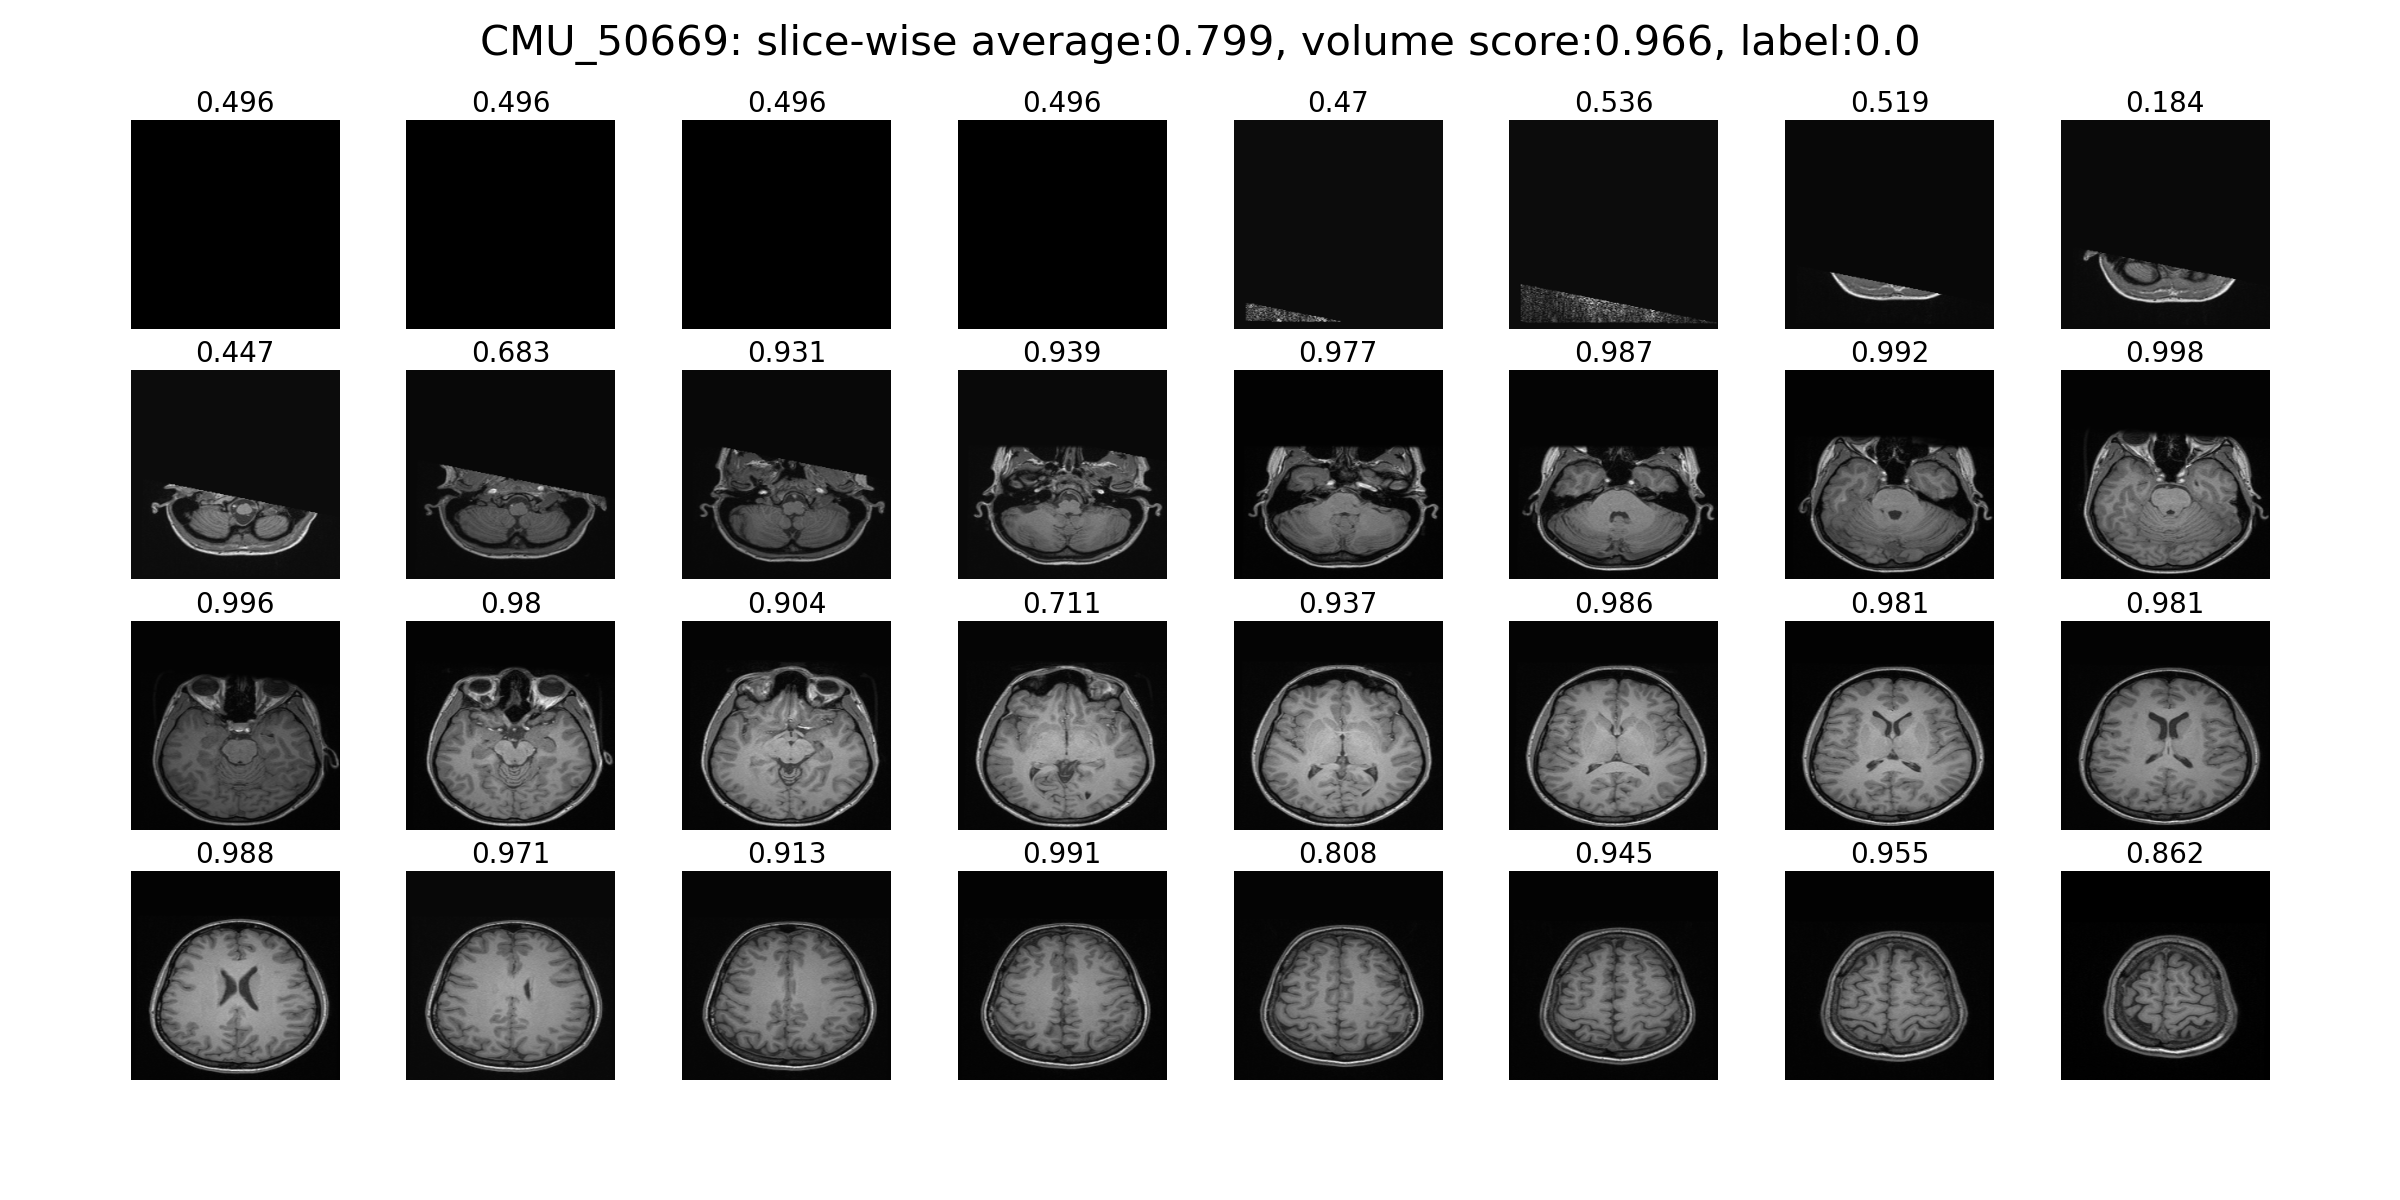 CMU_50669: slice-wise average:0.799, volume score:0.966, label:0.0
0.496 0.496 0.496 0.496 0.47 0.536 0.519 0.184
0.447 0.683 0.931 0.939 0.977 0.987 0.992 0.998
0.996 0.98 0.904 0.711 0.937 0.986 0.981 0.981
0.988 0.971 0.913 0.991 0.808 0.945 0.955 0.862